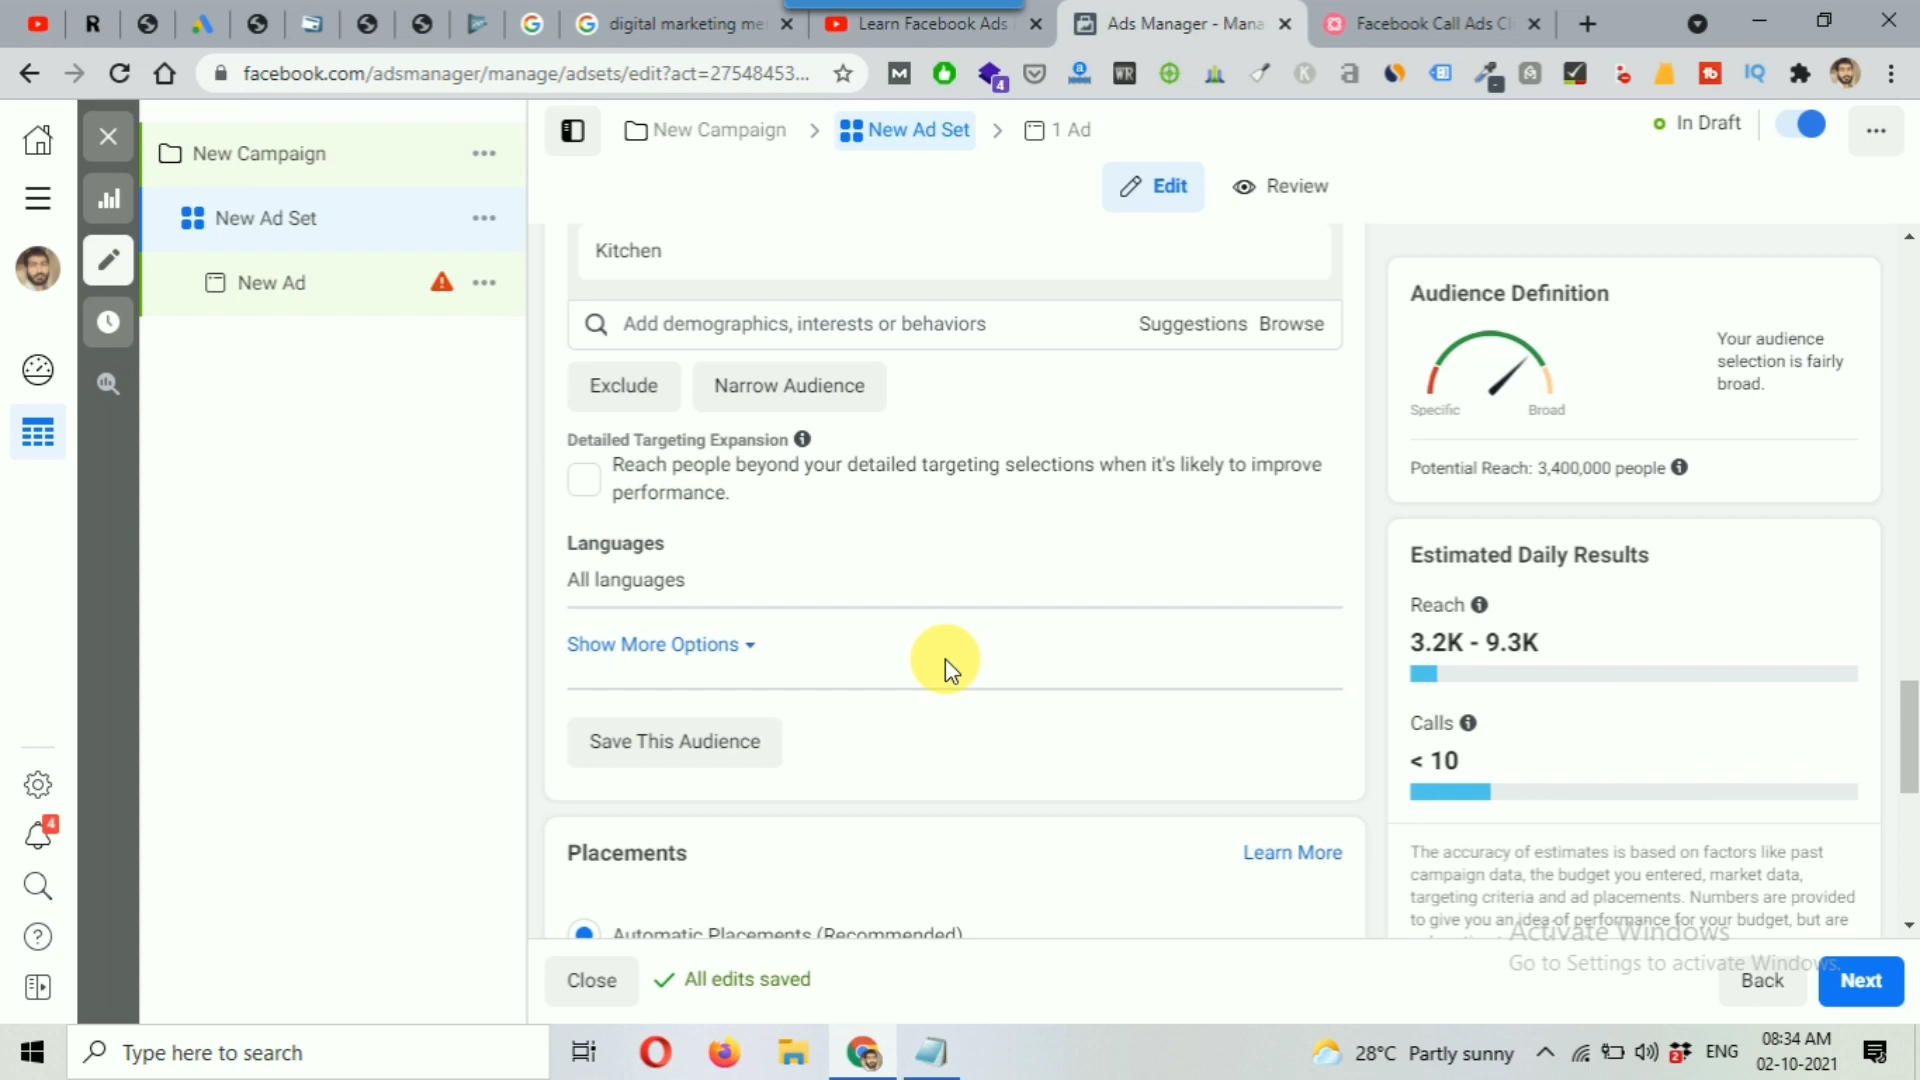 digital marketing me
Learn Facebook Ads
Ads Manager - Mana
Facebook Call Ads Cl
facebook.com/adsmanager/manage/adsets/edit?act=27548453...
4
New Campaign
New Ad Set
New Ad
New Campaign
New Ad Set
1 Ad
In Draft
Edit
Review
Kitchen
Add demographics, interests or behaviors
Suggestions
Browse
Exclude
Narrow Audience
Detailed Targeting Expansion
Reach people beyond your detailed targeting selections when it's likely to improve
performance.
Languages
All languages
Show More Options
Save This Audience
Placements
Learn More
Automatic Placements (Recommended)
Audience Definition
Your audience
selection is fairly
broad.
Specific
Broad
Potential Reach: 3,400,000 people
Estimated Daily Results
Reach
3.2K - 9.3K
Calls
< 10
The accuracy of estimates is based on factors like past
campaign data, the budget you entered, market data,
targeting criteria and ad placements. Numbers are provided
to give you an idea of performance for your budget, but are
Activate Windows
Go to Settings to activate Windows.
4
Close
All edits saved
Back
Next
Type here to search
28°C Partly sunny
ENG
08:34 AM
02-10-2021